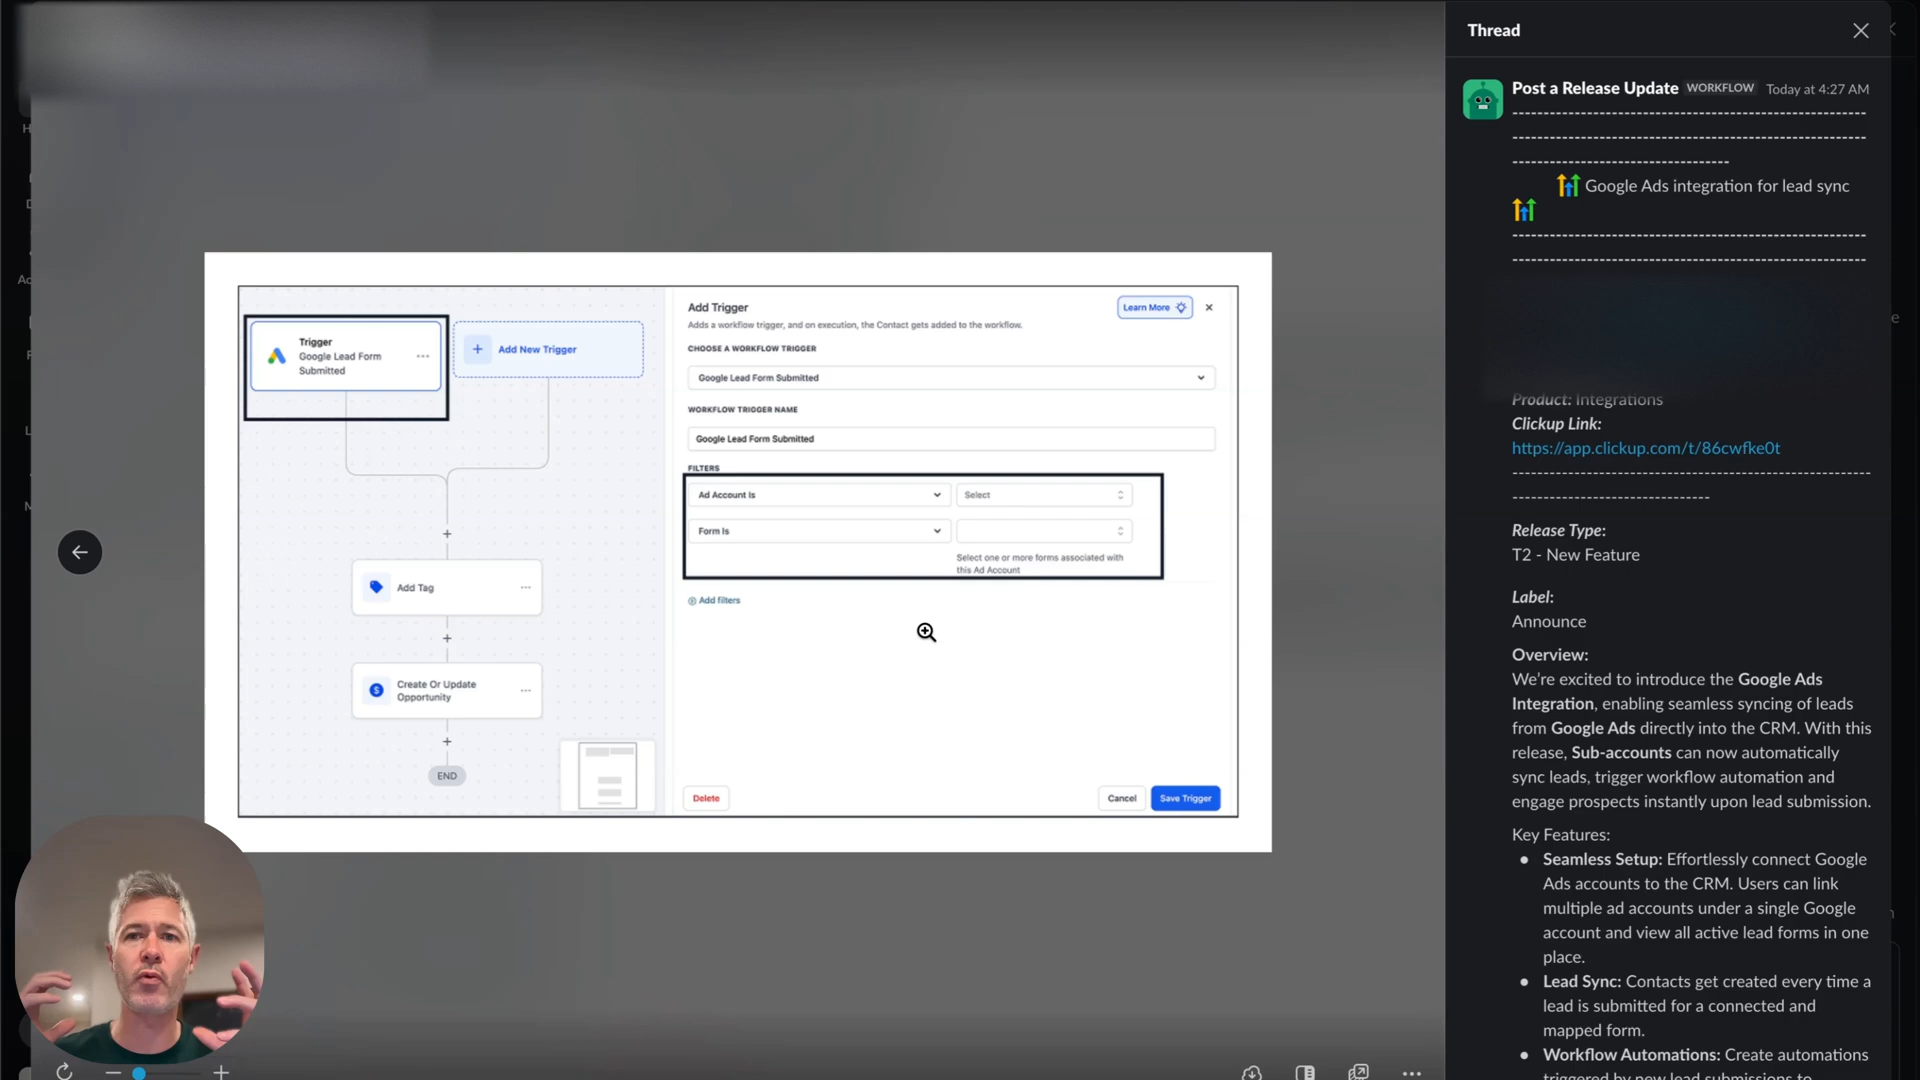 Thread
Post a Release Update WORKFLOW Today at 4:27 AM
---------------------------------------------------------
---------------------------------------------------------
-----------------------------------
Google Ads integration for lead sync
---------------------------------------------------------
---------------------------------------------------------
Product: Integrations
Clickup Link:
https://app.clickup.com/t/86cwfke0t
----------------------------------------------------------
--------------------------------
Release Type:
T2 - New Feature
Label:
Announce
Overview:
We're excited to introduce the Google Ads
Integration, enabling seamless syncing of leads
from Google Ads directly into the CRM. With this
release, Sub-accounts can now automatically
sync leads, trigger workflow automation and
engage prospects instantly upon lead submission.
Key Features:
● Seamless Setup: Effortlessly connect Google
Ads accounts to the CRM. Users can link
multiple ad accounts under a single Google
account and view all active lead forms in one
place.
● Lead Sync: Contacts get created every time a
lead is submitted for a connected and
mapped form.
● Workflow Automations: Create automations
triggered by new lead submissions to
Trigger
Google Lead Form
Submitted
Add New Trigger
Add Tag
Create Or Update
Opportunity
END
Add Trigger
Learn More
Adds a workflow trigger, and on execution, the Contact gets added to the workflow.
CHOOSE A WORKFLOW TRIGGER
Google Lead Form Submitted
WORKFLOW TRIGGER NAME
Google Lead Form Submitted
FILTERS
Ad Account Is
Select
Form Is
Select one or more forms associated with
this Ad Account
Add filters
Delete
Cancel
Save Trigger